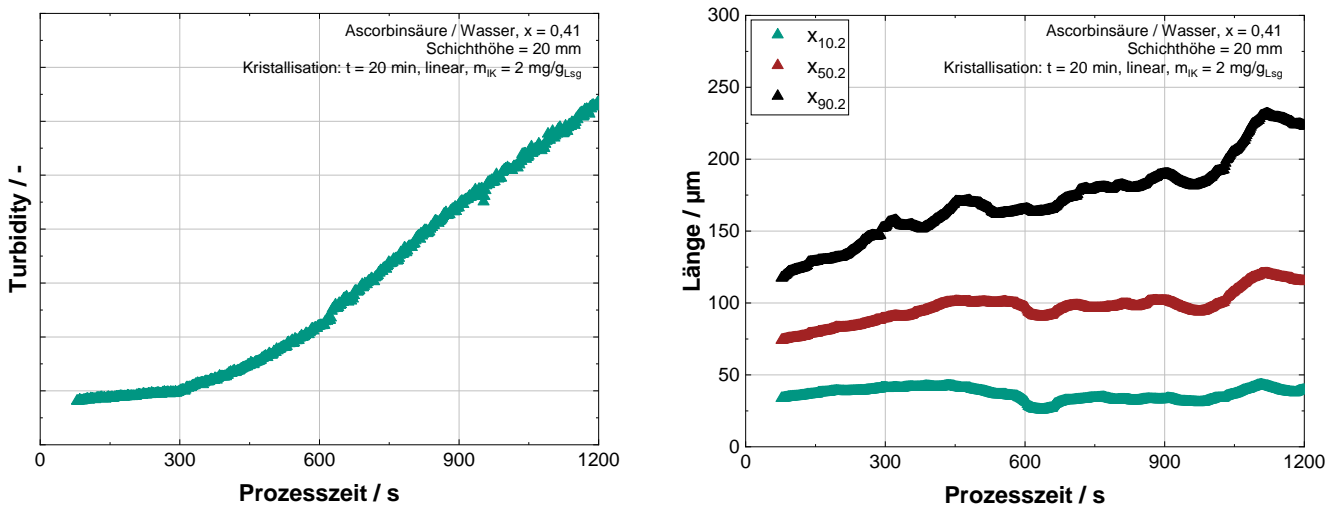 Ascorbinsäure / Wasser, x = 0,41
Schichthöhe = 20 mm
Kristallisation: t = 20 min, linear, mIK = 2 mg/gLsg
Turbidity / -
0
300
600
900
1200
Prozesszeit / s
300
250
200
150
100
50
0
Länge / µm
x10.2
x50.2
x90.2
Ascorbinsäure / Wasser, x = 0,41
Schichthöhe = 20 mm
Kristallisation: t = 20 min, linear, mIK = 2 mg/gLsg
0
300
600
900
1200
Prozesszeit / s